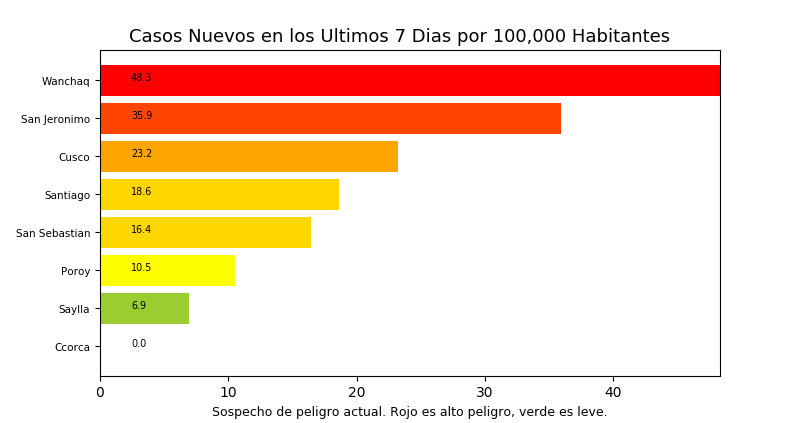 Casos Nuevos en los Ultimos 7 Dias por 100,000 Habitantes
Wanchaq 48.3
San Jeronimo 35.9
Cusco 23.2
Santiago 18.6
San Sebastian 16.4
Poroy 10.5
Saylla 6.9
Ccorca 0.0
0 10 20 30 40
Sospecho de peligro actual. Rojo es alto peligro, verde es leve.